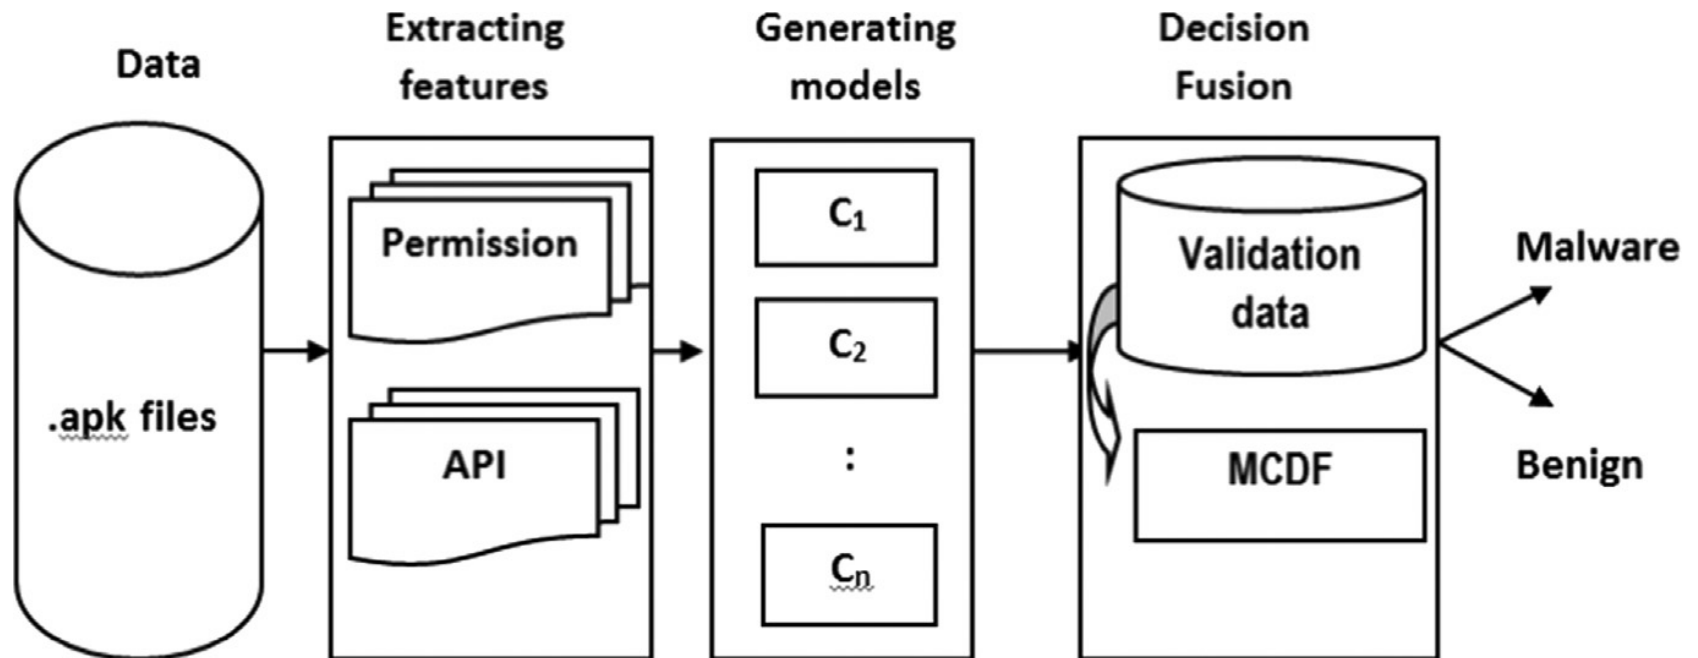 Data
.apk files
Extracting
features
Permission
API
Generating
models
C₁
C₂
:
Cₙ
Decision
Fusion
Validation
data
MCDF
Malware
Benign